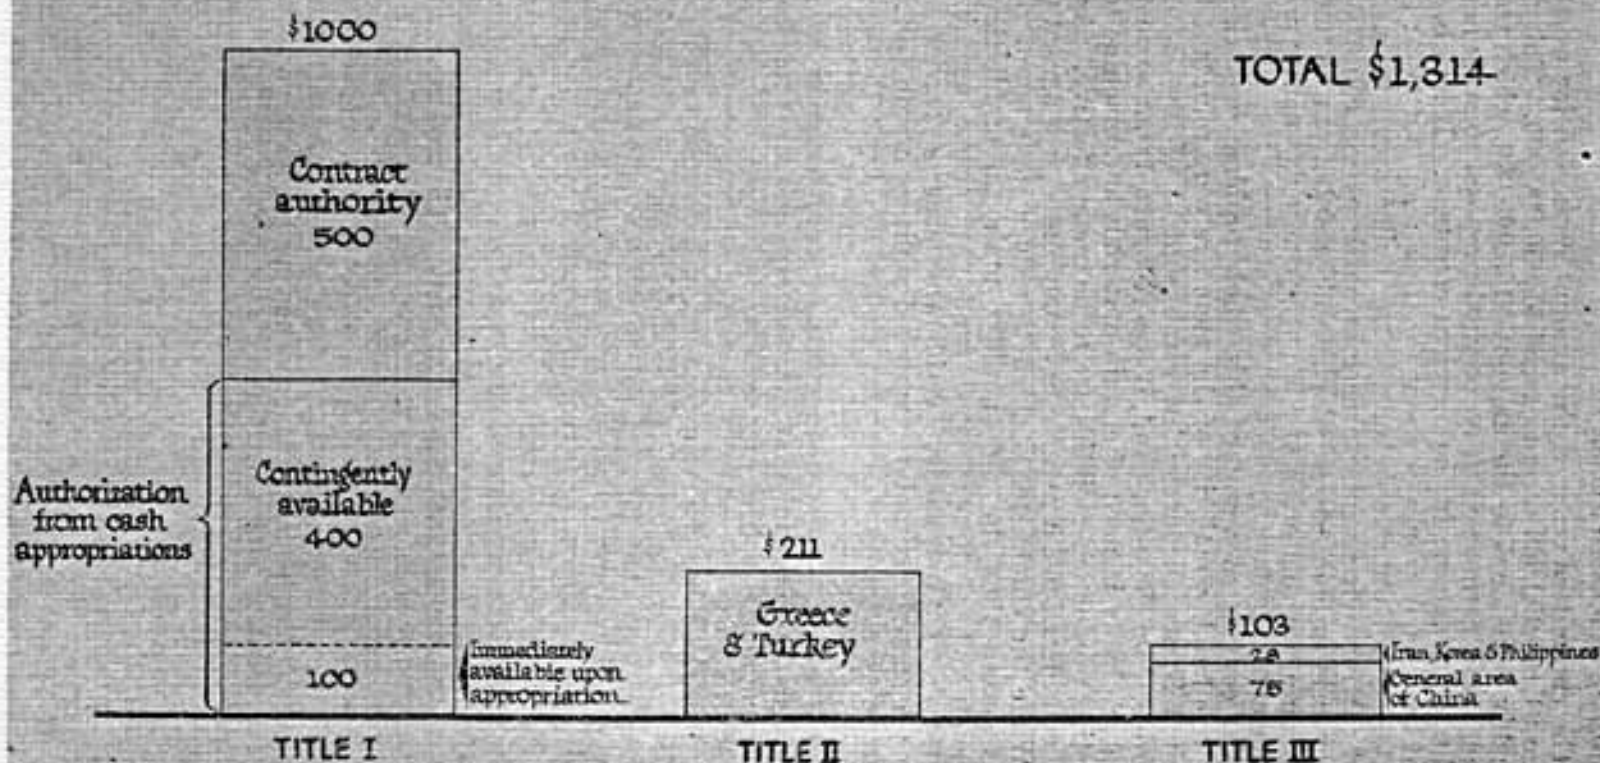 $1000
TOTAL $1,314
Contract
authority
500
Authorization
from cash
appropriations
Contingently
available
400
100
Immediately
available upon
appropriation
$211
Greece
& Turkey
$103
28
Iran, Korea & Philippines
75
General area
of China
TITLE I
TITLE II
TITLE III